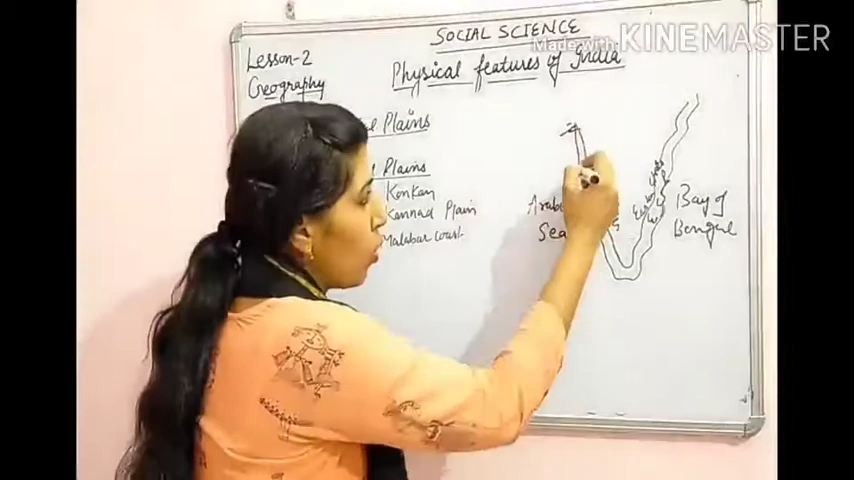 SOCIAL SCIENCE
Made with KINEMASTER
Lesson-2
Geography
Physical features of India
Plains
Plains
Konkan
Kannad Plain
Malabar Coast
Sea
Bay of
Bengal